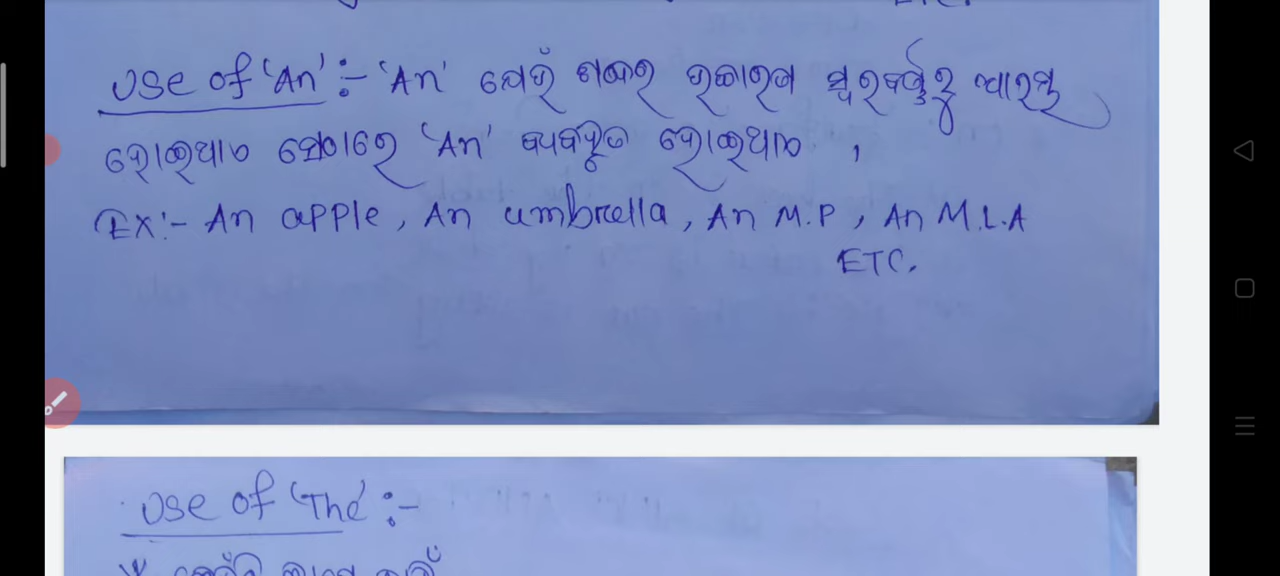 ETC.
Use of 'An' :- 'An' ଯେଉଁ ଶବ୍ଦର ଉଚ୍ଚାରଣ ସ୍ୱରବର୍ଣ୍ଣରୁ ଆରମ୍ଭ
ହୋଇଥାଏ ସେଠାରେ 'An' ବ୍ୟବହୃତ ହୋଇଥାଏ ,
Ex:- An apple, An umbrella, An M.P, An M.L.A
ETC.
Use of 'The' :-